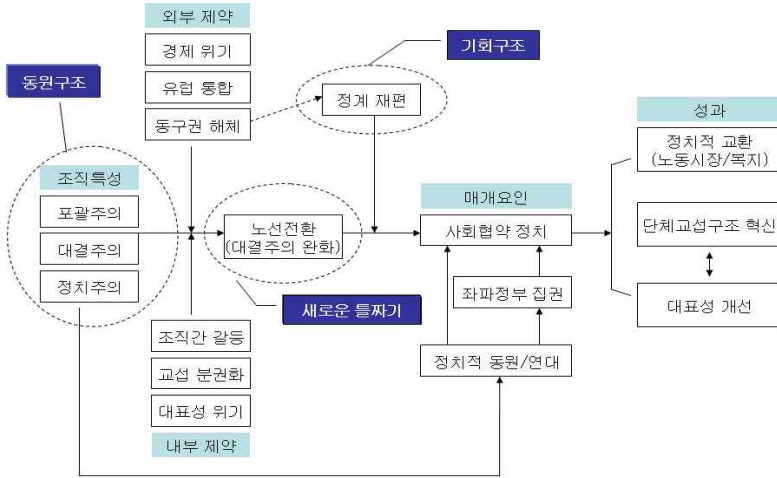 외부 제약
경제 위기
유럽 통합
동구권 해체
동원구조
기회구조
정계 재편
조직특성
포괄주의
대결주의
정치주의
노선전환
(대결주의 완화)
새로운 틀짜기
조직간 갈등
교섭 분권화
대표성 위기
내부 제약
매개요인
사회협약 정치
좌파정부 집권
정치적 동원/연대
성과
정치적 교환
(노동시장/복지)
단체교섭구조 혁신
대표성 개선